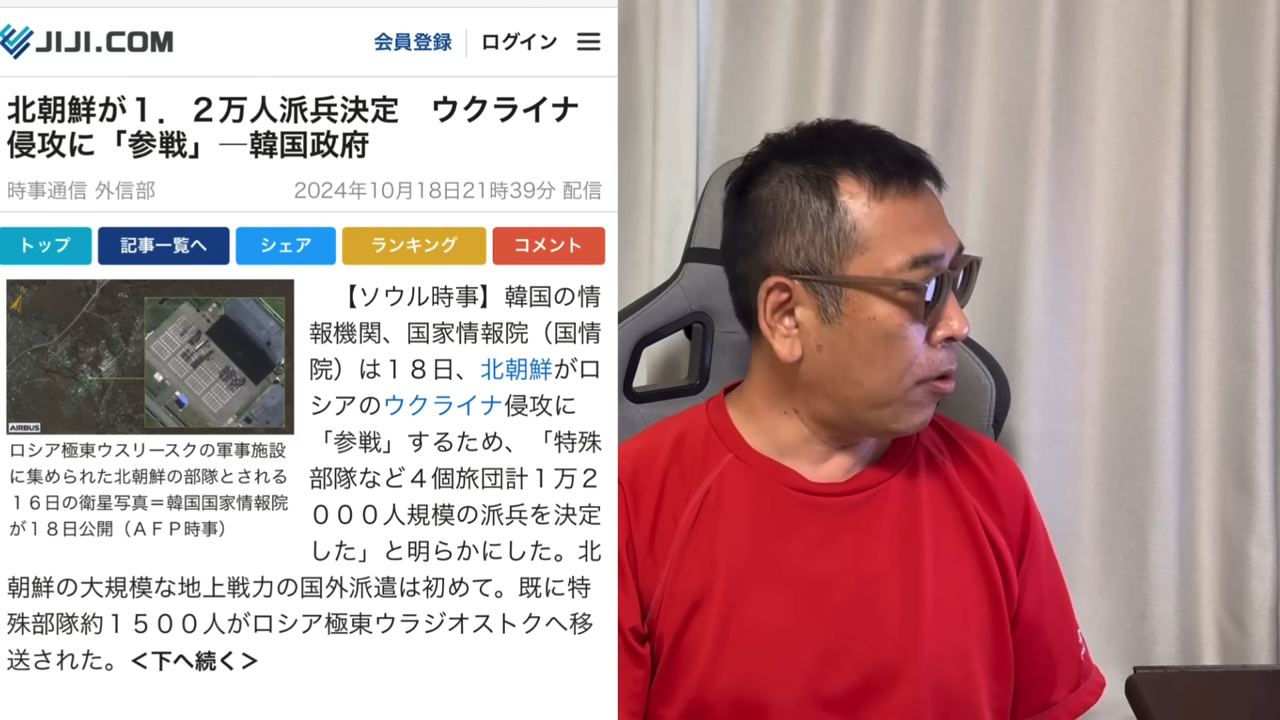 JIJI.COM
会員登録
ログイン
北朝鮮が１．２万人派兵決定　ウクライナ
侵攻に「参戦」―韓国政府
時事通信 外信部
2024年10月18日21時39分 配信
トップ
記事一覧へ
シェア
ランキング
コメント
AIRBUS
ロシア極東ウスリースクの軍事施設
に集められた北朝鮮の部隊とされる
１６日の衛星写真＝韓国国家情報院
が１８日公開（ＡＦＰ時事）
【ソウル時事】韓国の情
報機関、国家情報院（国情
院）は１８日、北朝鮮がロ
シアのウクライナ侵攻に
「参戦」するため、「特殊
部隊など４個旅団計１万２
０００人規模の派兵を決定
した」と明らかにした。北
朝鮮の大規模な地上戦力の国外派遣は初めて。既に特
殊部隊約１５００人がロシア極東ウラジオストクへ移
送された。＜下へ続く＞